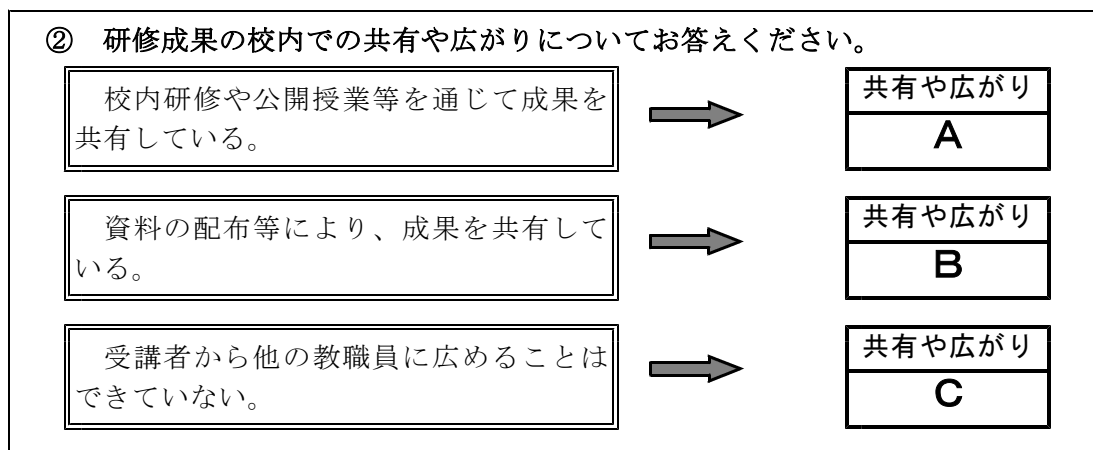 ② 研修成果の校内での共有や広がりについてお答えください。
校内研修や公開授業等を通じて成果を
共有している。
共有や広がり
A
資料の配布等により、成果を共有して
いる。
共有や広がり
B
受講者から他の教職員に広めることは
できていない。
共有や広がり
C